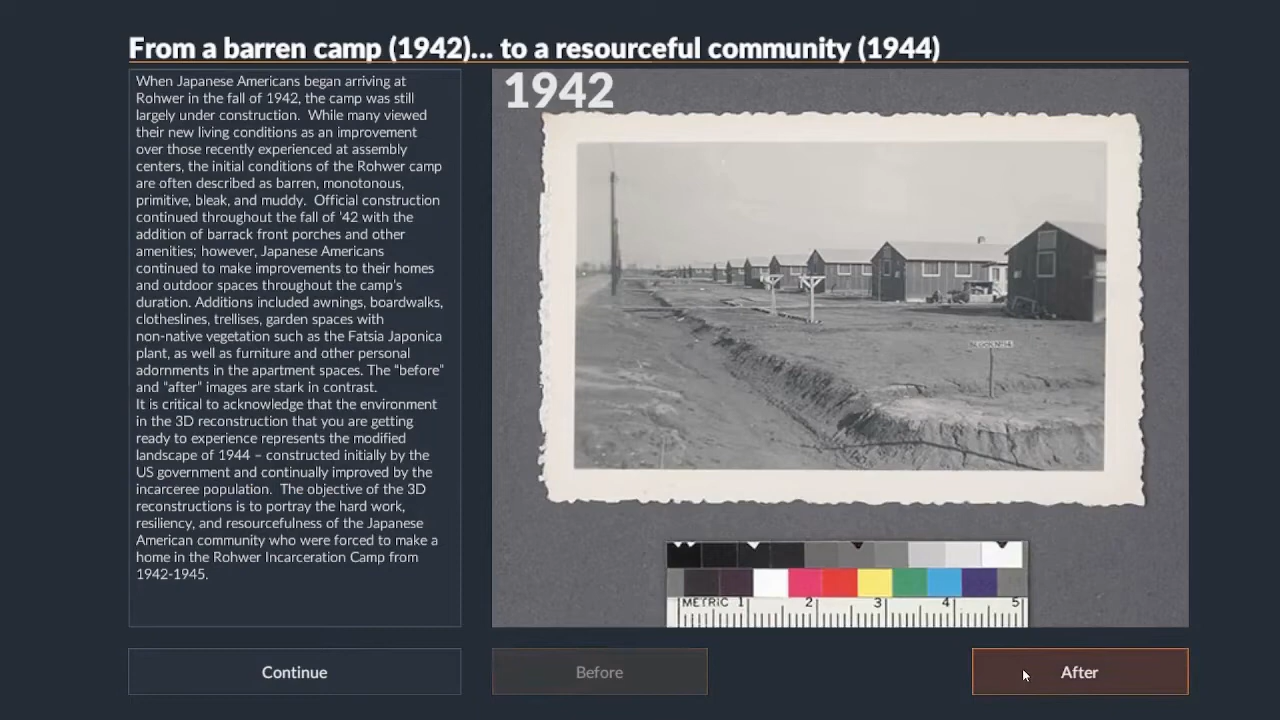 From a barren camp (1942)... to a resourceful community (1944)
When Japanese Americans began arriving at
Rohwer in the fall of 1942, the camp was still
largely under construction.  While many viewed
their new living conditions as an improvement
over those recently experienced at assembly
centers, the initial conditions of the Rohwer camp
are often described as barren, monotonous,
primitive, bleak, and muddy.  Official construction
continued throughout the fall of '42 with the
addition of barrack front porches and other
amenities; however, Japanese Americans
continued to make improvements to their homes
and outdoor spaces throughout the camp's
duration. Additions included awnings, boardwalks,
clotheslines, trellises, garden spaces with
non-native vegetation such as the Fatsia Japonica
plant, as well as furniture and other personal
adornments in the apartment spaces. The "before"
and "after" images are stark in contrast.
It is critical to acknowledge that the environment
in the 3D reconstruction that you are getting
ready to experience represents the modified
landscape of 1944 – constructed initially by the
US government and continually improved by the
incarceree population.  The objective of the 3D
reconstructions is to portray the hard work,
resiliency, and resourcefulness of the Japanese
American community who were forced to make a
home in the Rohwer Incarceration Camp from
1942-1945.
1942
METRIC 1 2 3 4 5
Continue
Before
After